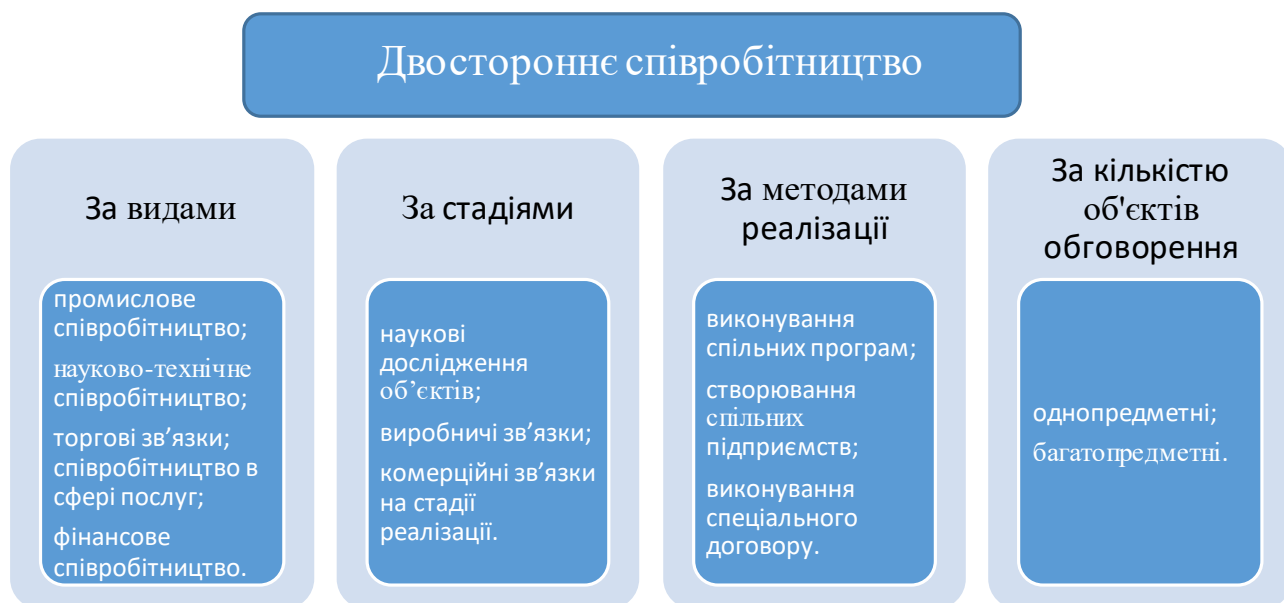 Двостороннє співробітництво
За видами
промислове
співробітництво;
науково-технічне
співробітництво;
торгові зв’язки;
співробітництво в
сфері послуг;
фінансове
співробітництво.
За стадіями
наукові
дослідження
об’єктів;
виробничі зв’язки;
комерційні зв’язки
на стадії
реалізації.
За методами
реалізації
виконування
спільних програм;
створювання
спільних
підприємств;
виконування
спеціального
договору.
За кількістю
об'єктів
обговорення
однопредметні;
багатопредметні.